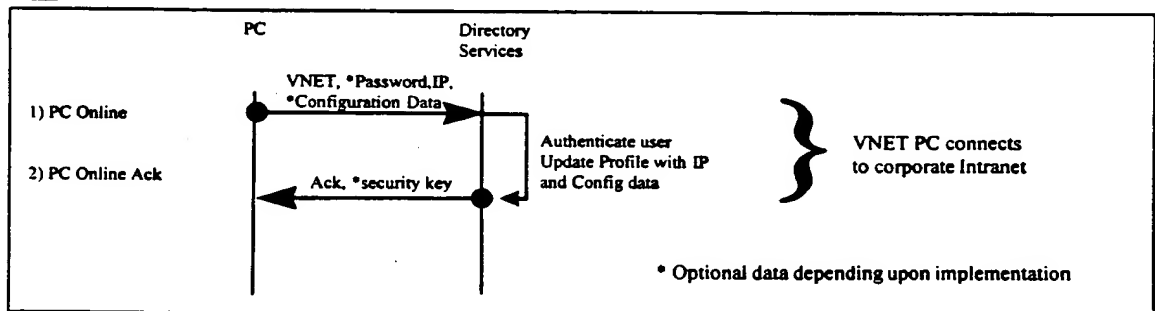 PC
Directory
Services
VNET, *Password,IP,
*Configuration Data
1) PC Online
Authenticate user
Update Profile with IP
and Config data
VNET PC connects
to corporate Intranet
2) PC Online Ack
Ack, *security key
* Optional data depending upon implementation